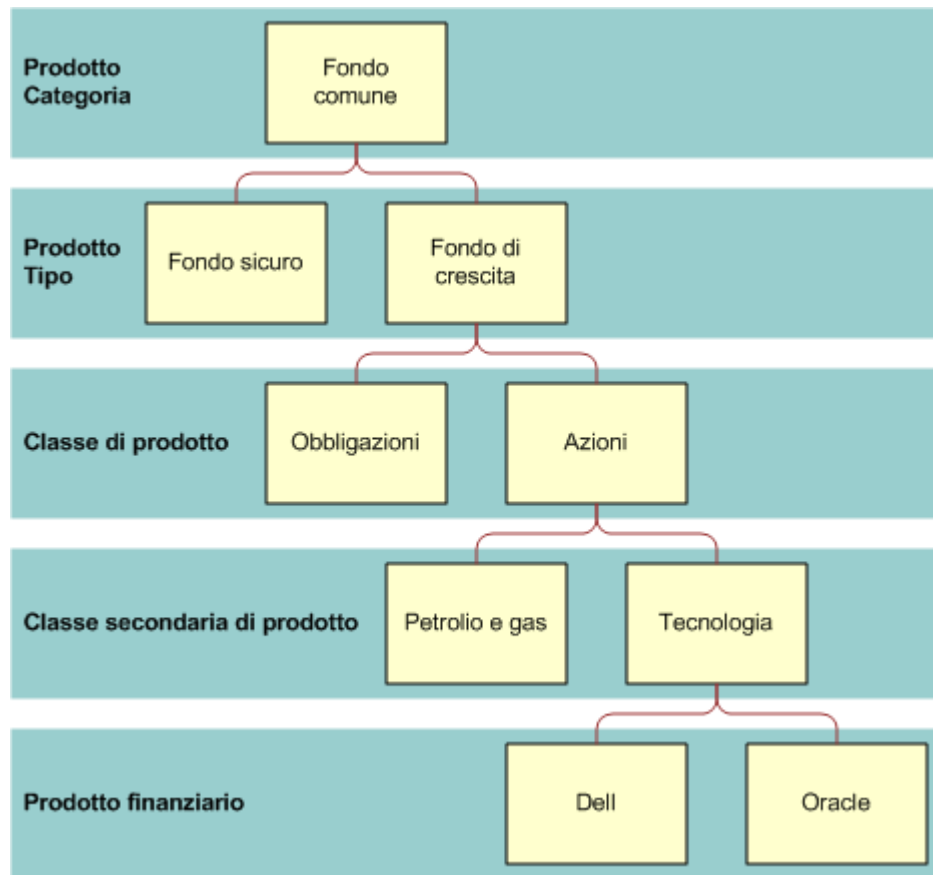 Prodotto
Categoria
Fondo
comune
Prodotto
Tipo
Fondo sicuro
Fondo di
crescita
Classe di prodotto
Obbligazioni
Azioni
Classe secondaria di prodotto
Petrolio e gas
Tecnologia
Prodotto finanziario
Dell
Oracle